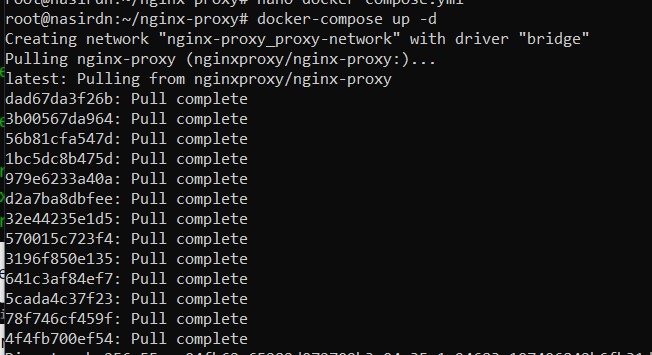 root@nasirdn:~/nginx-proxy# nano docker-compose.yml
root@nasirdn:~/nginx-proxy# docker-compose up -d
Creating network "nginx-proxy_proxy-network" with driver "bridge"
Pulling nginx-proxy (nginxproxy/nginx-proxy:)...
latest: Pulling from nginxproxy/nginx-proxy
dad67da3f26b: Pull complete
3b00567da964: Pull complete
56b81cfa547d: Pull complete
1bc5dc8b475d: Pull complete
979e6233a40a: Pull complete
d2a7ba8dbfee: Pull complete
32e44235e1d5: Pull complete
570015c723f4: Pull complete
3196f850e135: Pull complete
641c3af84ef7: Pull complete
5cada4c37f23: Pull complete
78f746cf459f: Pull complete
4f4fb700ef54: Pull complete